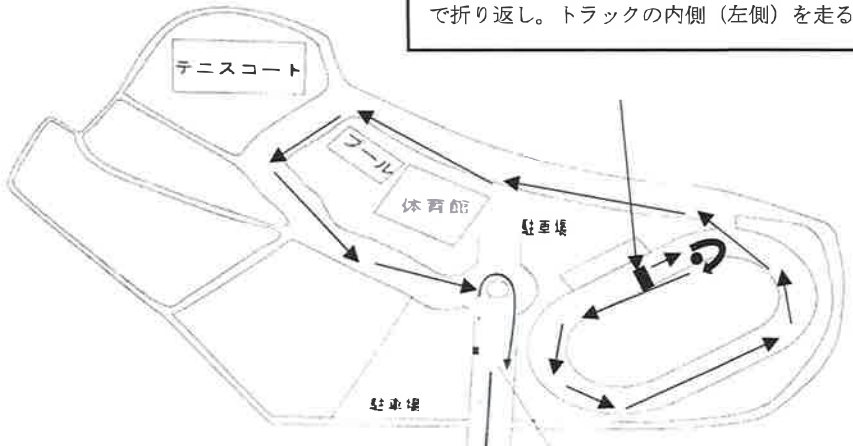 で折り返し。トラックの内側（左側）を走る
テニスコート
プール
体育館
駐車場
駐車場